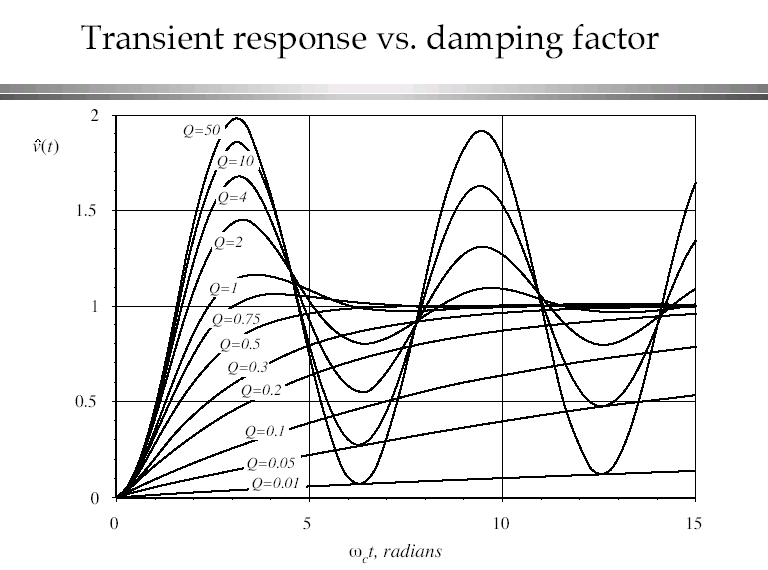 Transient response vs. damping factor
2
v̂(t)
Q=50
Q=10
Q=4
1.5
Q=2
Q=1
1
Q=0.75
Q=0.5
Q=0.3
Q=0.2
0.5
Q=0.1
Q=0.05
Q=0.01
0
0 5 10 15
ω_c t, radians